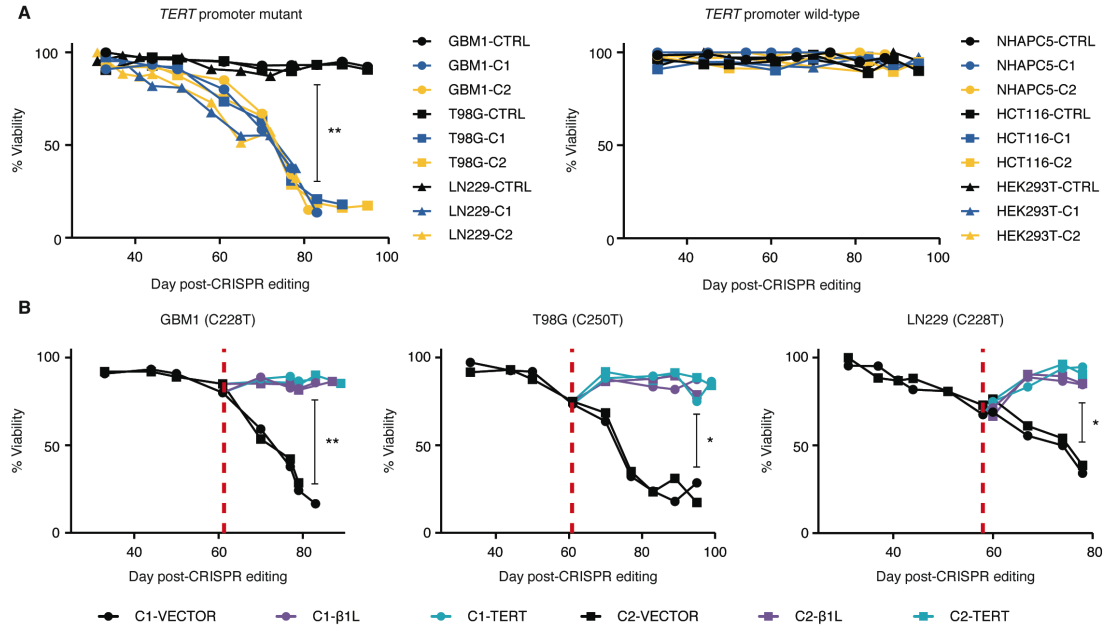 A
TERT promoter mutant
% Viability
100
50
0
40
60
80
100
Day post-CRISPR editing
**
GBM1-CTRL
GBM1-C1
GBM1-C2
T98G-CTRL
T98G-C1
T98G-C2
LN229-CTRL
LN229-C1
LN229-C2
TERT promoter wild-type
% Viability
100
50
0
40
60
80
100
Day post-CRISPR editing
NHAPC5-CTRL
NHAPC5-C1
NHAPC5-C2
HCT116-CTRL
HCT116-C1
HCT116-C2
HEK293T-CTRL
HEK293T-C1
HEK293T-C2
B
GBM1 (C228T)
% Viability
100
50
0
40
60
80
Day post-CRISPR editing
**
T98G (C250T)
% Viability
100
50
0
40
60
80
100
Day post-CRISPR editing
*
LN229 (C228T)
% Viability
100
50
0
40
60
80
Day post-CRISPR editing
*
C1-VECTOR
C1-β1L
C1-TERT
C2-VECTOR
C2-β1L
C2-TERT